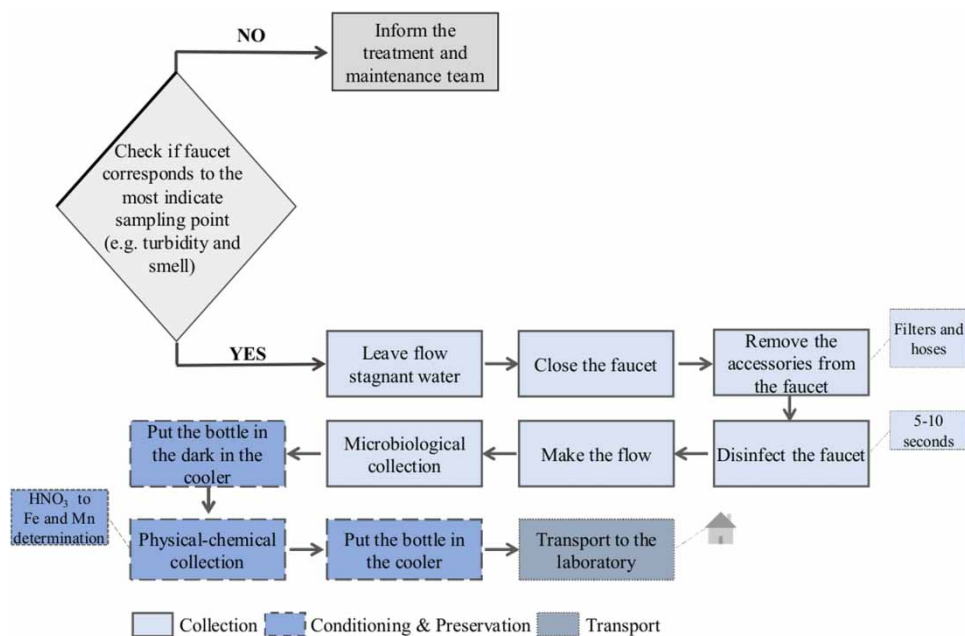 NO
Inform the
treatment and
maintenance team
Check if faucet
corresponds to the
most indicate
sampling point
(e.g. turbidity and
smell)
YES
Leave flow
stagnant water
Close the faucet
Remove the
accessories from
the faucet
Filters and
hoses
Disinfect the faucet
5-10
seconds
Make the flow
Microbiological
collection
Put the bottle in
the dark in the
cooler
HNO₃ to
Fe and Mn
determination
Physical-chemical
collection
Put the bottle in
the cooler
Transport to the
laboratory
Collection
Conditioning & Preservation
Transport